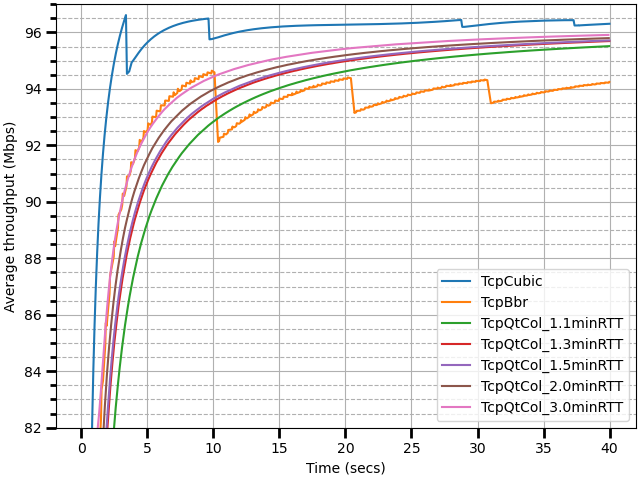 Average throughput (Mbps)
96
94
92
90
88
86
84
82
0 5 10 15 20 25 30 35 40
Time (secs)
TcpCubic
TcpBbr
TcpQtCol_1.1minRTT
TcpQtCol_1.3minRTT
TcpQtCol_1.5minRTT
TcpQtCol_2.0minRTT
TcpQtCol_3.0minRTT